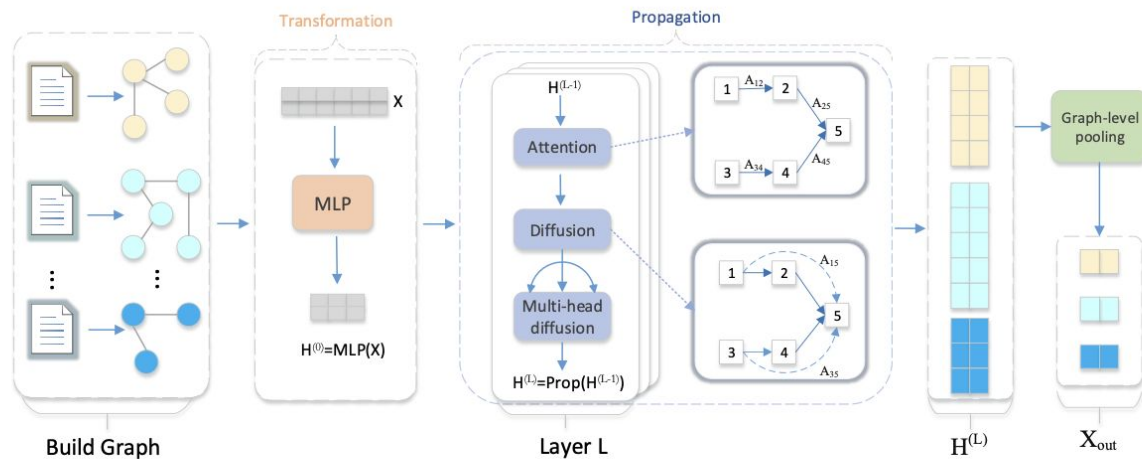 Transformation
Propagation
X
MLP
H(0)=MLP(X)
H(L-1)
Attention
Diffusion
Multi-head
diffusion
H(L)=Prop(H(L-1))
1
A12
2
A25
5
3
A34
4
A45
1
2
A15
5
3
4
A35
Graph-level
pooling
Build Graph
Layer L
H(L)
Xout